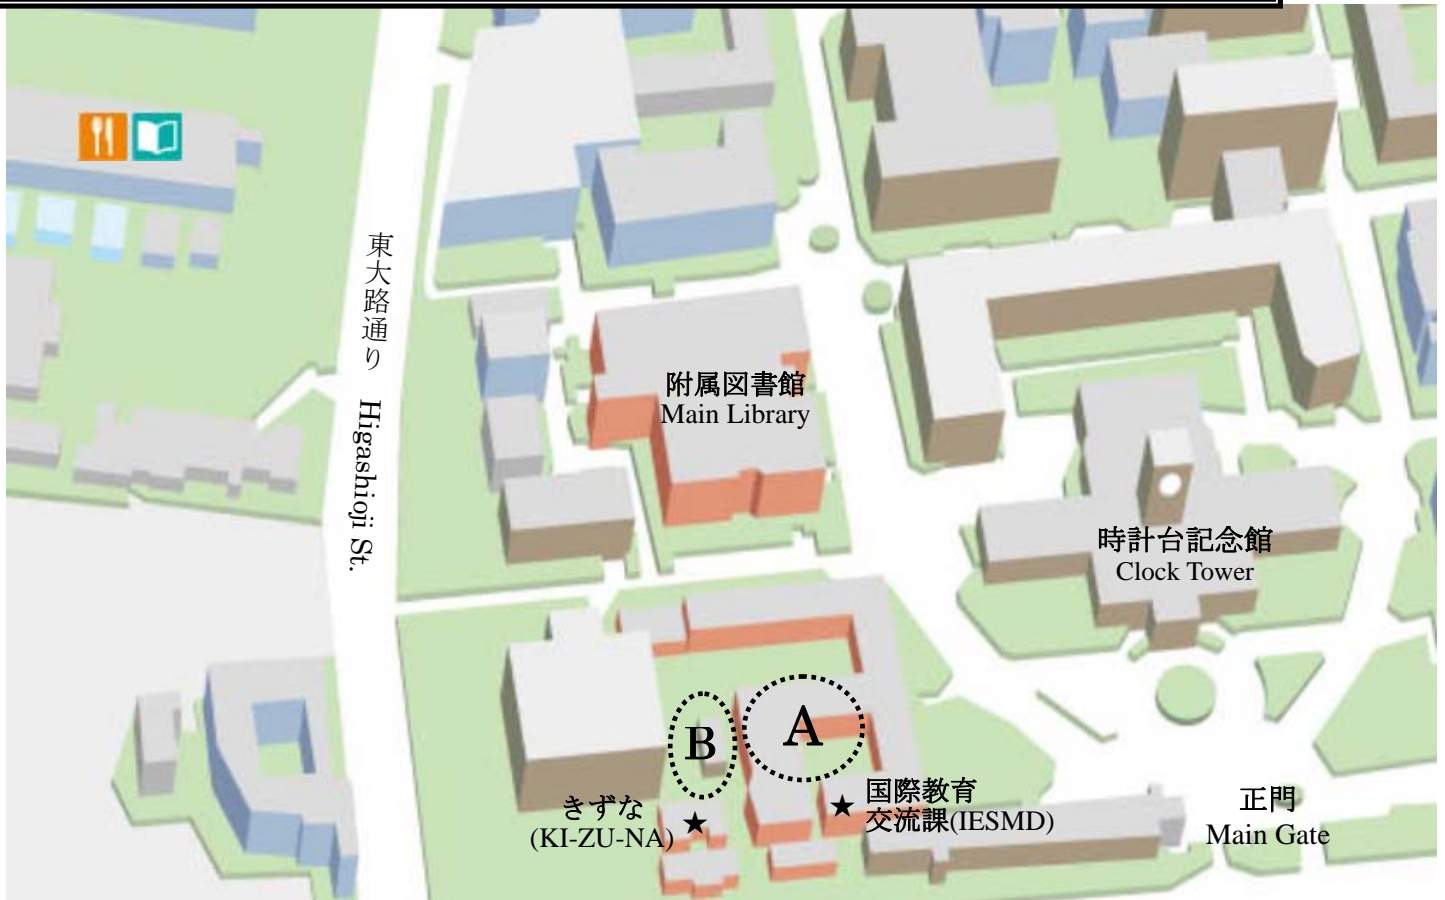 東大路通り Higashioji St.
附属図書館
Main Library
時計台記念館
Clock Tower
B
A
きずな
(KI-ZU-NA)
★
★
国際教育
交流課(IESMD)
正門
Main Gate